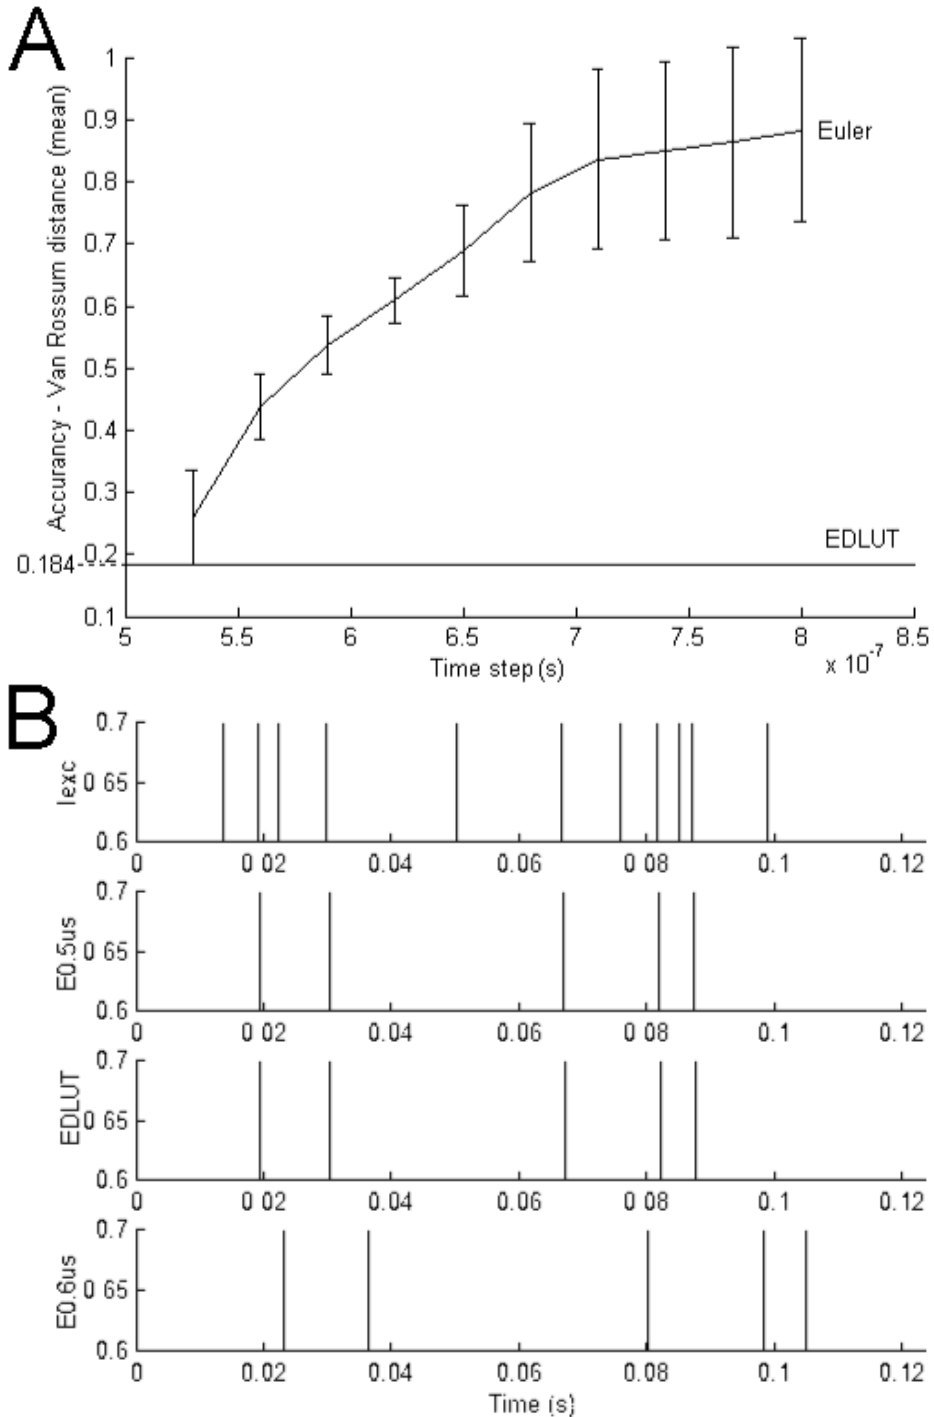 A
Accurancy - Van Rossum distance (mean)
1
0.9
0.8
0.7
0.6
0.5
0.4
0.3
0.2
0.184
0.1
Euler
EDLUT
5 5.5 6 6.5 7 7.5 8 8.5
Time step (s)
x 10⁻⁷
B
Iexc
0.7
0 65
0.6
0 0 02 0.04 0.06 0 08 0.1 0.12
E0.5us
0.7
0 65
0.6
0 0 02 0.04 0.06 0 08 0.1 0.12
EDLUT
0.7
0 65
0.6
0 0 02 0.04 0.06 0 08 0.1 0.12
E0.6us
0.7
0.65
0.6
0 0.02 0.04 0.06 0.08 0.1 0.12
Time (s)